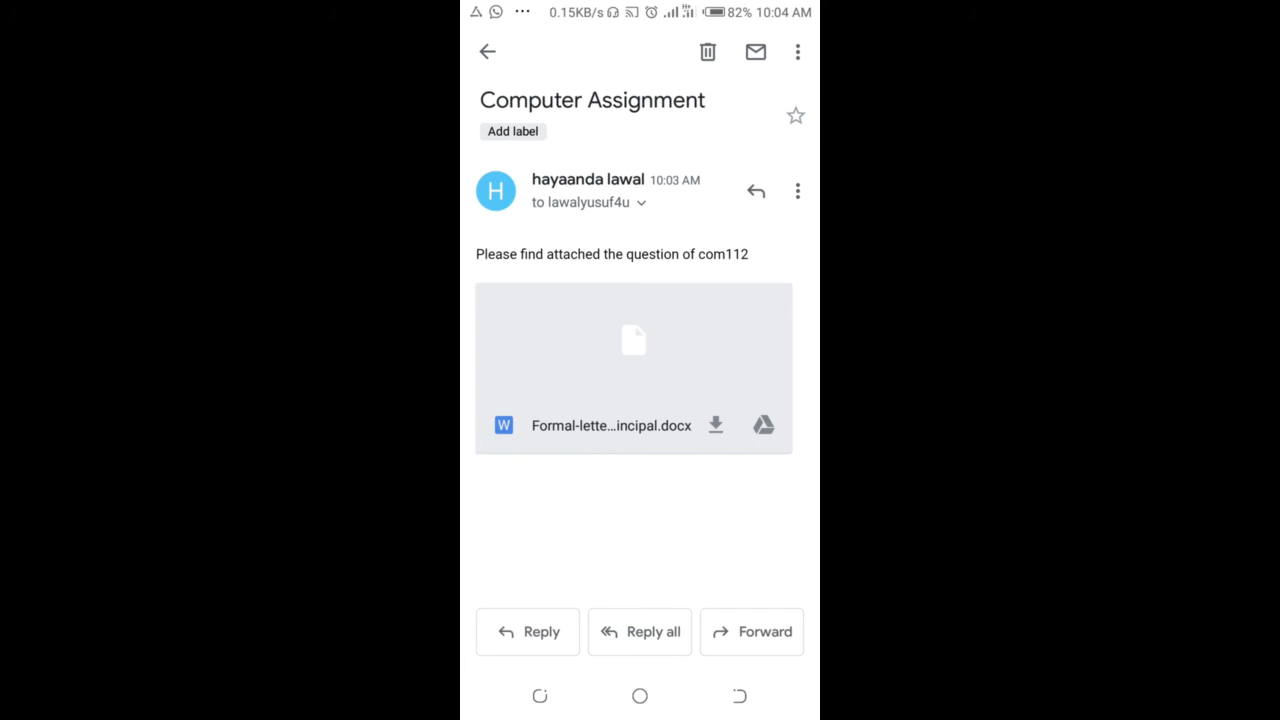 0.15KB/s H+ 82% 10:04 AM
Computer Assignment
Add label
H
hayaanda lawal 10:03 AM
to lawalyusuf4u
Please find attached the question of com112
W Formal-lette...incipal.docx
Reply Reply all Forward